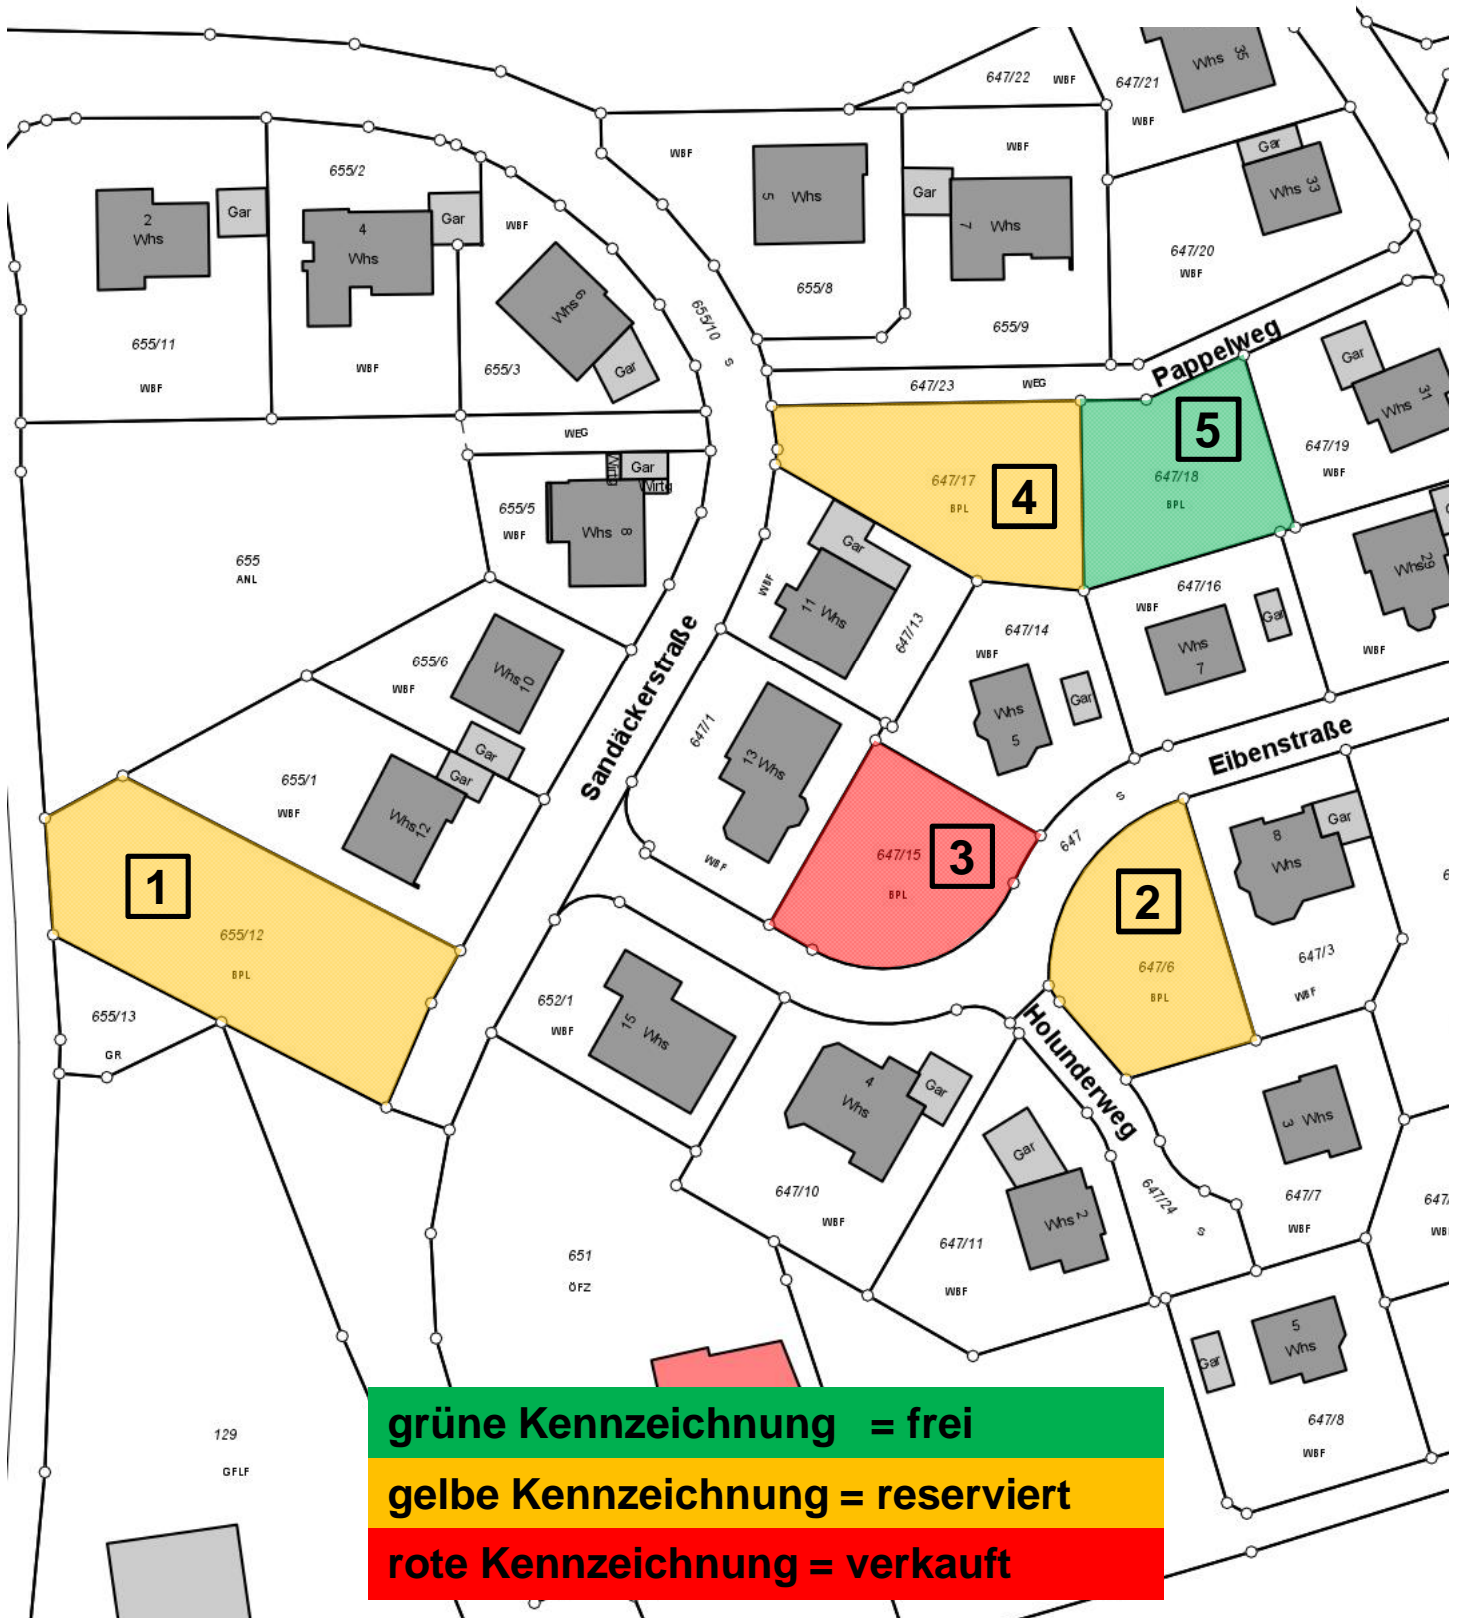 647/22 WBF
647/21
WBF
Whs 35
WBF
WBF
655/2
Gar
Whs 33
5 Whs
Gar
7 Whs
2
Whs
Gar
4
Whs
Gar
WBF
647/20
WBF
655/8
655/9
655/10
S
Whs 6
Gar
655/11
WBF
WBF
655/3
Pappelweg
647/23 WEG
Gar
Whs 31
5
647/19
WBF
647/18
BPL
4
647/17
BPL
WEG
Gar
Wirtg
Wirtg
655/5
WBF
Whs 8
655
ANL
Gar
11 Whs
WBF
647/13
647/14
WBF
647/16
WBF
Gar
Whs
7
Whs 29
WBF
655/6
WBF
Whs 10
Sandäckerstraße
Gar
Whs
5
647/1
13 Whs
WBF
Eibenstraße
655/1
WBF
Gar
Gar
Whs 12
S
647
3
647/15
BPL
8
Whs
Gar
1
655/12
BPL
2
647/6
BPL
647/3
WBF
655/13
GR
652/1
WBF
15 Whs
Holunderweg
4
Whs
Gar
3 Whs
Gar
Whs 2
647/10
WBF
647/24
S
647/7
WBF
647/
WBF
651
ÖFZ
647/11
WBF
5
Whs
Gar
647/8
WBF
129
GFLF
grüne Kennzeichnung = frei
gelbe Kennzeichnung = reserviert
rote Kennzeichnung = verkauft